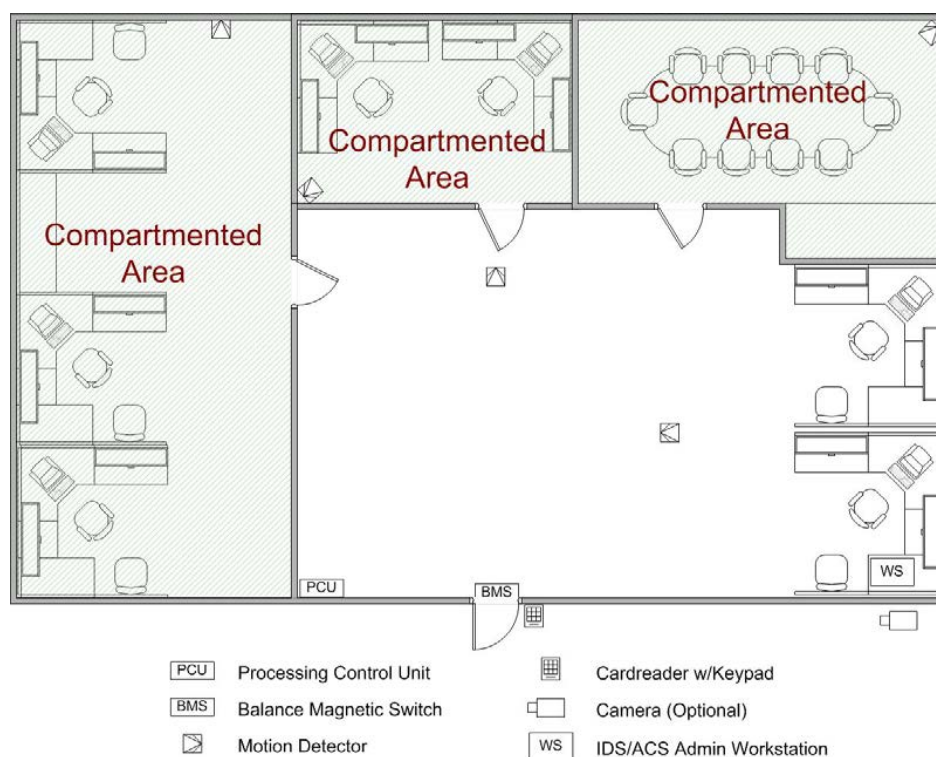 Compartmented
Area
Compartmented
Area
Compartmented
Area
PCU
BMS
WS
PCU Processing Control Unit
Cardreader w/Keypad
BMS Balance Magnetic Switch
Camera (Optional)
Motion Detector
WS IDS/ACS Admin Workstation